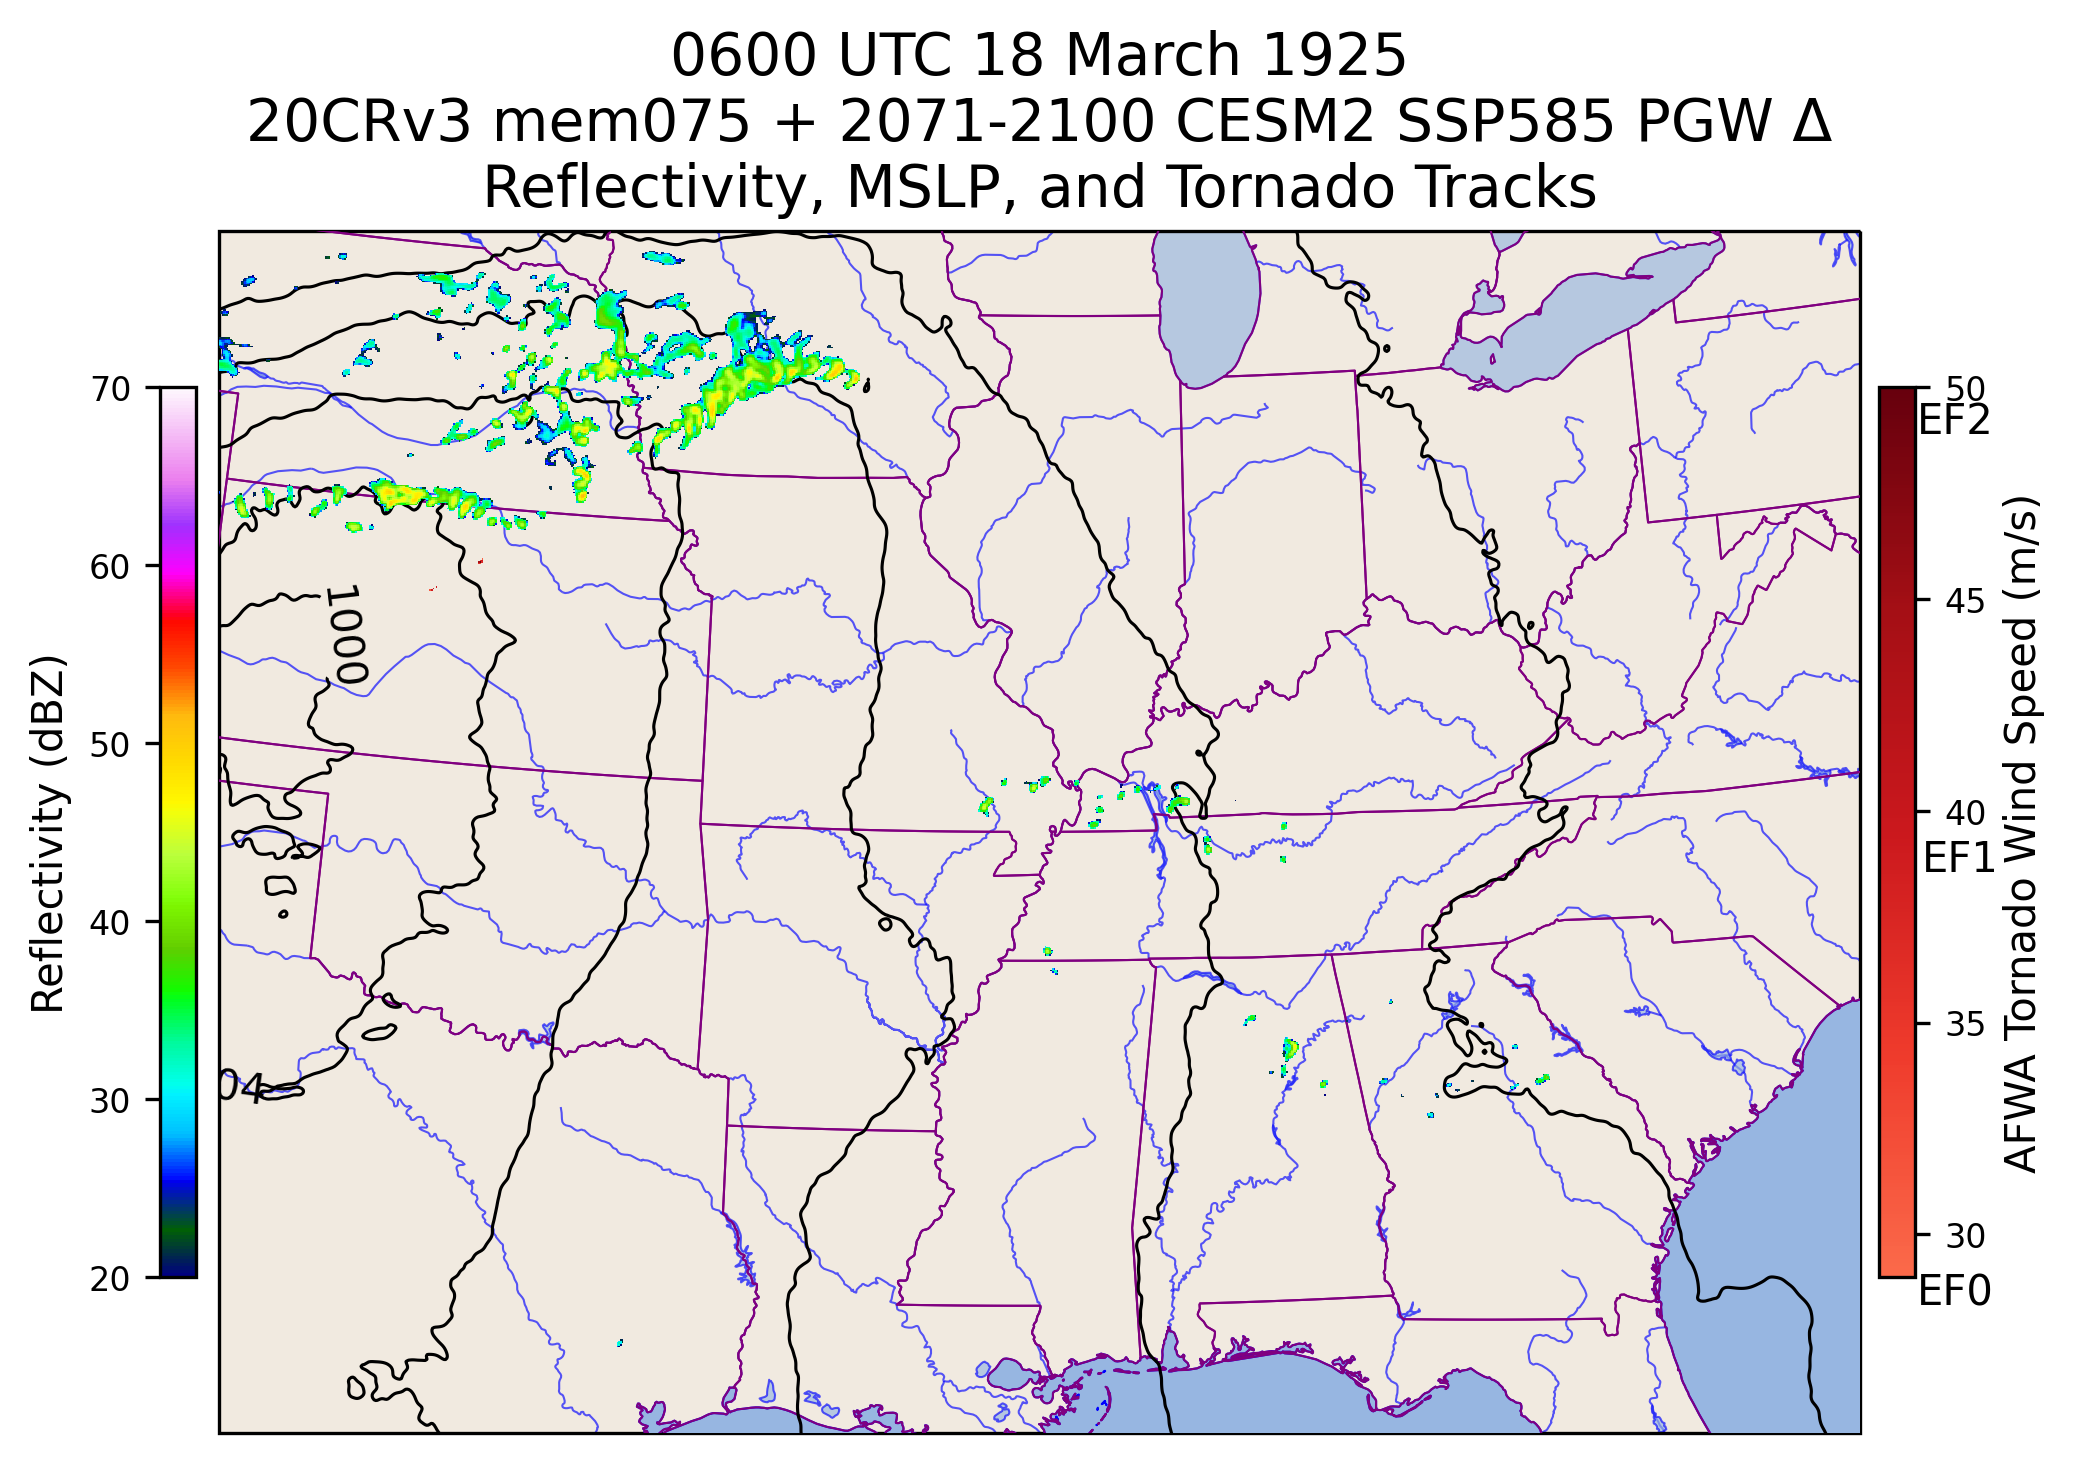 0600 UTC 18 March 1925
20CRv3 mem075 + 2071-2100 CESM2 SSP585 PGW Δ
Reflectivity, MSLP, and Tornado Tracks
Reflectivity (dBZ)
70
60
50
40
30
20
1000
04
50
EF2
45
40
EF1
35
30
EF0
AFWA Tornado Wind Speed (m/s)